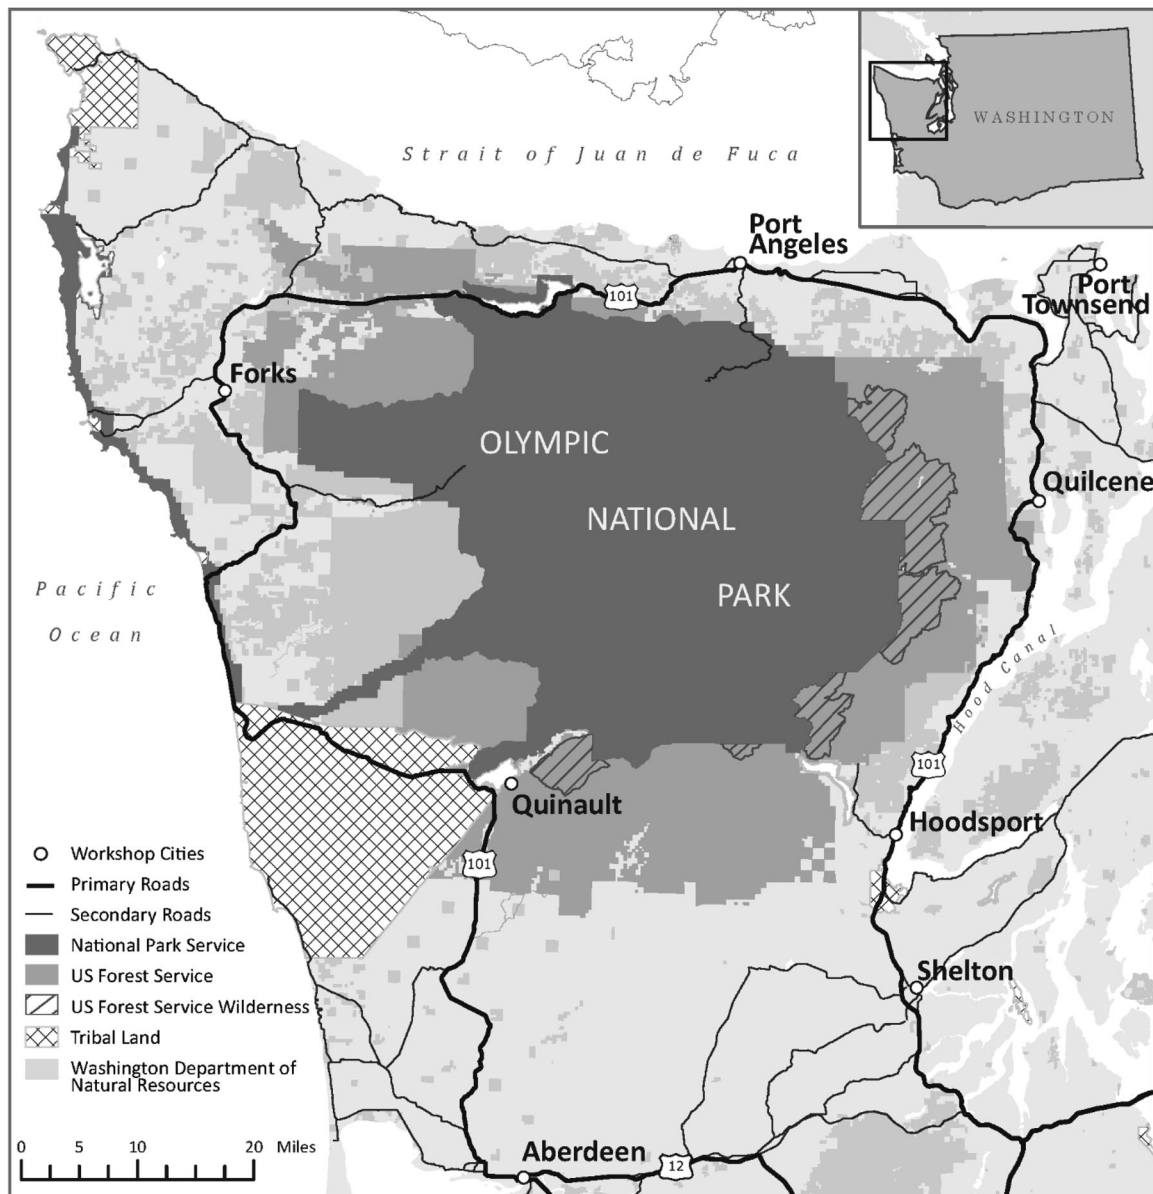 WASHINGTON
Strait of Juan de Fuca
Port
Angeles
Port
Townsend
101
Forks
OLYMPIC
Quilcene
NATIONAL
Pacific
Ocean
PARK
Hood Canal
101
Quinault
Hoodsport
101
Workshop Cities
Primary Roads
Secondary Roads
National Park Service
US Forest Service
US Forest Service Wilderness
Tribal Land
Washington Department of
Natural Resources
Shelton
0 5 10 20 Miles
Aberdeen
12